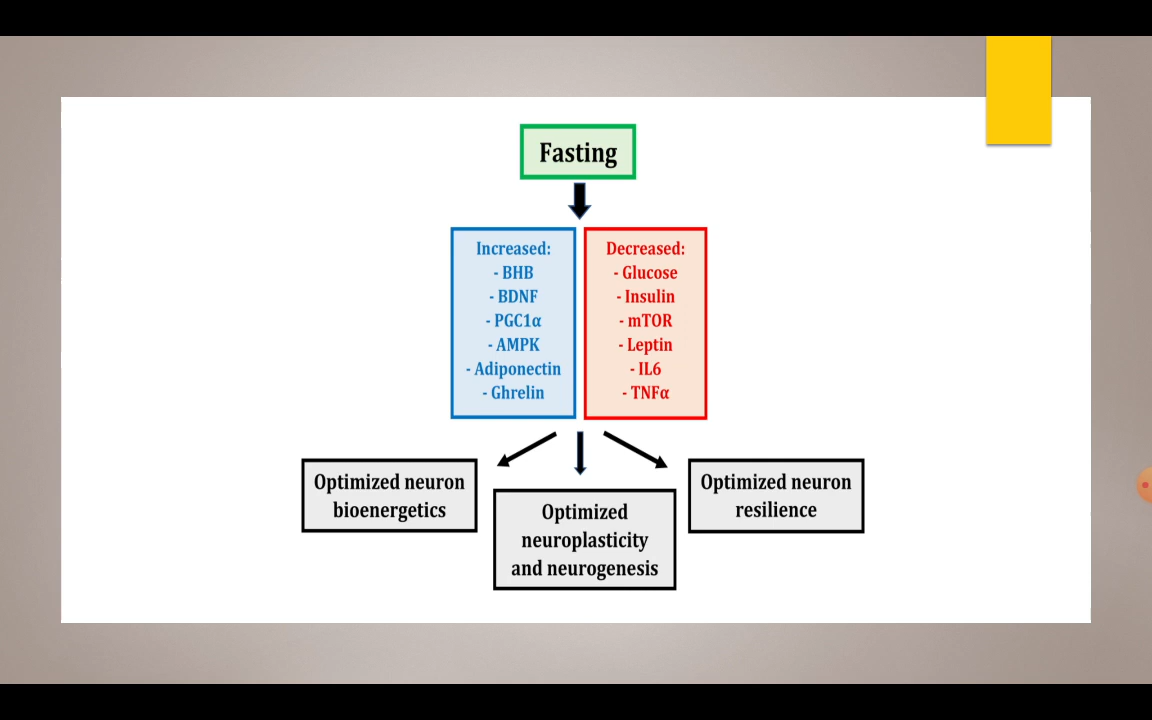 Fasting
Increased:
- BHB
- BDNF
- PGC1α
- AMPK
- Adiponectin
- Ghrelin
Decreased:
- Glucose
- Insulin
- mTOR
- Leptin
- IL6
- TNFα
Optimized neuron
bioenergetics
Optimized
neuroplasticity
and neurogenesis
Optimized neuron
resilience